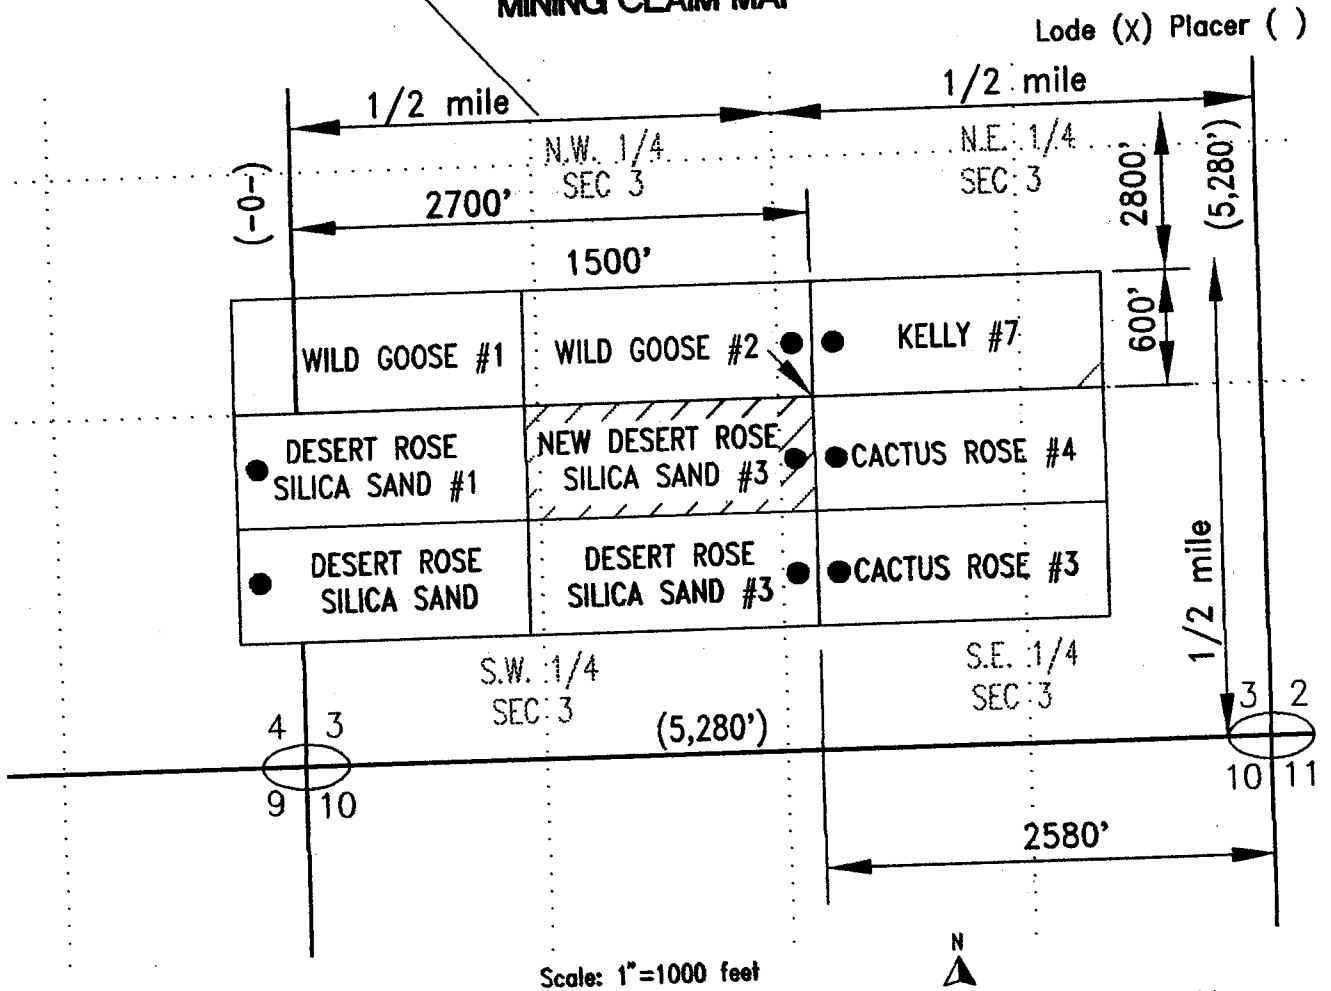 MINING CLAIM MAP
Lode (X) Placer ( )
1/2 mile
1/2 mile
N.W. 1/4
SEC 3
N.E. 1/4
SEC 3
(-0-)
2700'
2800'
(5,280')
1500'
600'
WILD GOOSE #1
WILD GOOSE #2
KELLY #7
DESERT ROSE
SILICA SAND #1
NEW DESERT ROSE
SILICA SAND #3
CACTUS ROSE #4
DESERT ROSE
SILICA SAND
DESERT ROSE
SILICA SAND #3
CACTUS ROSE #3
1/2 mile
S.W. 1/4
SEC 3
S.E. 1/4
SEC 3
(5,280')
4 3
9 10
3 2
10 11
2580'
N
Scale: 1"=1000 feet